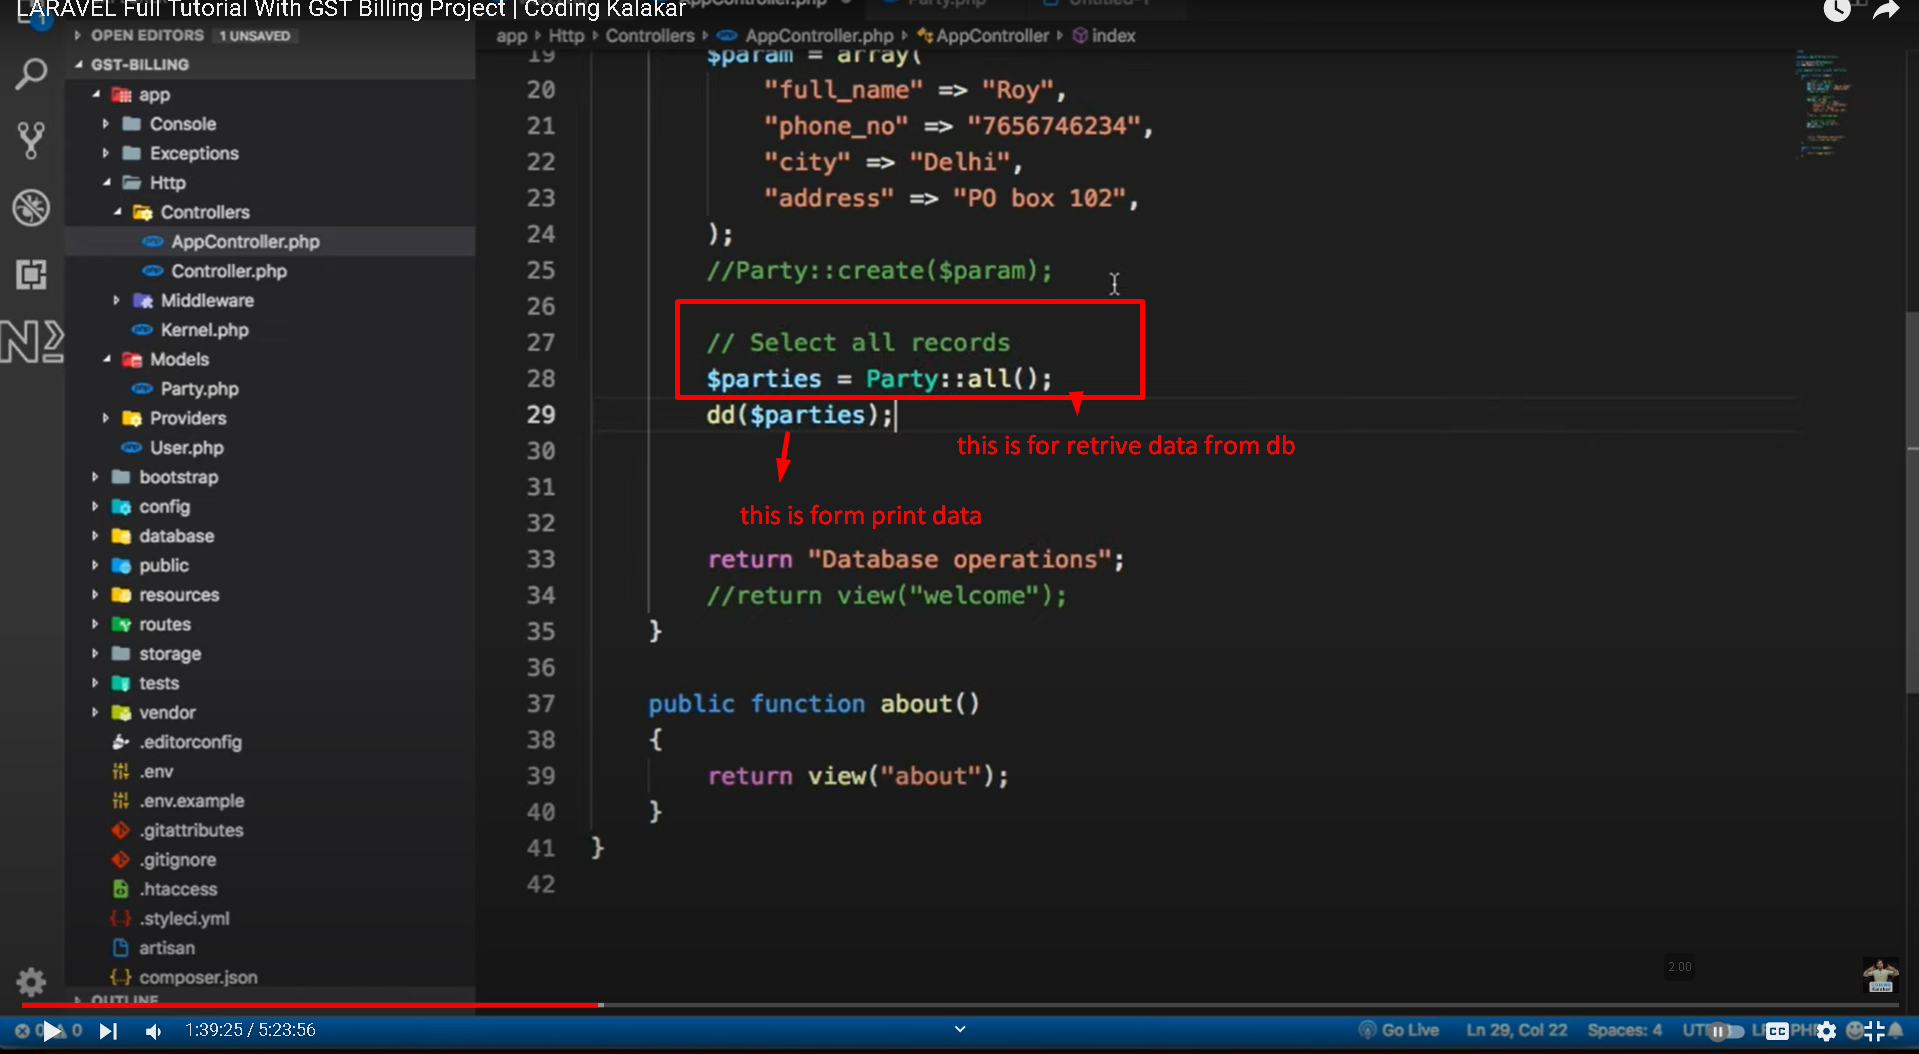 LARAVEL Full Tutorial With GST Billing Project | Coding Kalakar
OPEN EDITORS 1 UNSAVED
app Http Controllers AppController.php AppController index
GST-BILLING
app
Console
Exceptions
Http
Controllers
AppController.php
Controller.php
Middleware
Kernel.php
Models
Party.php
Providers
User.php
bootstrap
config
database
public
resources
routes
storage
tests
vendor
.editorconfig
.env
.env.example
.gitattributes
.gitignore
.htaccess
.styleci.yml
artisan
composer.json
OUTLINE
19 $param = array(
20 "full_name" => "Roy",
21 "phone_no" => "7656746234",
22 "city" => "Delhi",
23 "address" => "PO box 102",
24 );
25 //Party::create($param);
26
27 // Select all records
28 $parties = Party::all();
29 dd($parties);
this is for retrive data from db
30
31
this is form print data
32
33 return "Database operations";
34 //return view("welcome");
35 }
36
37 public function about()
38 {
39 return view("about");
40 }
41 }
42
2.00
1:39:25 / 5:23:56
Go Live Ln 29, Col 22 Spaces: 4
CC